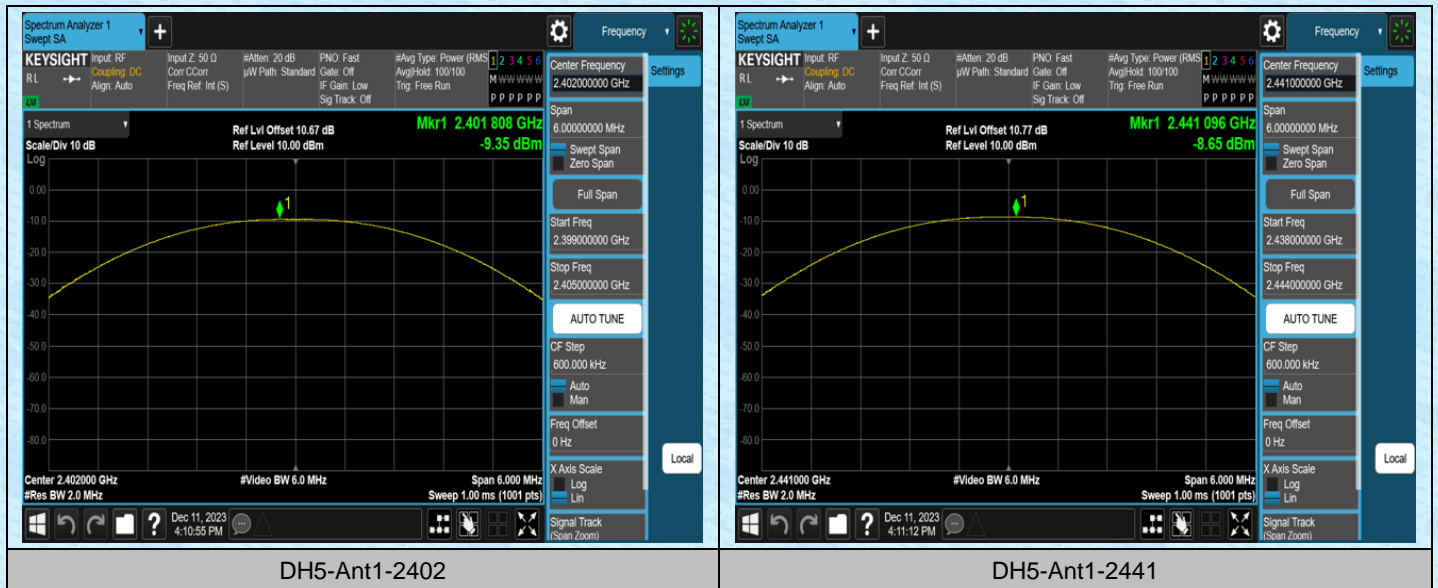 Spectrum Analyzer 1
Swept SA
+
Frequency
KEYSIGHT
RL
LXI
Input: RF
Coupling: DC
Align: Auto
Input Z: 50 Ω
Corr CCorr
Freq Ref: Int (S)
#Atten: 20 dB
µW Path: Standard
PNO: Fast
Gate: Off
IF Gain: Low
Sig Track: Off
#Avg Type: Power (RMS
Avg|Hold: 100/100
Trig: Free Run
1 2 3 4 5 6
M W W W W W
P P P P P P
Center Frequency
2.402000000 GHz
Settings
Span
6.00000000 MHz
Swept Span
Zero Span
Full Span
Start Freq
2.399000000 GHz
Stop Freq
2.405000000 GHz
AUTO TUNE
CF Step
600.000 kHz
Auto
Man
Freq Offset
0 Hz
X Axis Scale
Log
Lin
Signal Track
(Span Zoom)
Local
1 Spectrum
Scale/Div 10 dB
Log
Ref Lvl Offset 10.67 dB
Ref Level 10.00 dBm
Mkr1 2.401 808 GHz
-9.35 dBm
1
0.00
-10.0
-20.0
-30.0
-40.0
-50.0
-60.0
-70.0
-80.0
Center 2.402000 GHz
#Res BW 2.0 MHz
#Video BW 6.0 MHz
Span 6.000 MHz
Sweep 1.00 ms (1001 pts)
?
Dec 11, 2023
4:10:55 PM
DH5-Ant1-2402
Spectrum Analyzer 1
Swept SA
+
Frequency
KEYSIGHT
RL
LXI
Input: RF
Coupling: DC
Align: Auto
Input Z: 50 Ω
Corr CCorr
Freq Ref: Int (S)
#Atten: 20 dB
µW Path: Standard
PNO: Fast
Gate: Off
IF Gain: Low
Sig Track: Off
#Avg Type: Power (RMS
Avg|Hold: 100/100
Trig: Free Run
1 2 3 4 5 6
M W W W W W
P P P P P P
Center Frequency
2.441000000 GHz
Settings
Span
6.00000000 MHz
Swept Span
Zero Span
Full Span
Start Freq
2.438000000 GHz
Stop Freq
2.444000000 GHz
AUTO TUNE
CF Step
600.000 kHz
Auto
Man
Freq Offset
0 Hz
X Axis Scale
Log
Lin
Signal Track
(Span Zoom)
Local
1 Spectrum
Scale/Div 10 dB
Log
Ref Lvl Offset 10.77 dB
Ref Level 10.00 dBm
Mkr1 2.441 096 GHz
-8.65 dBm
1
0.00
-10.0
-20.0
-30.0
-40.0
-50.0
-60.0
-70.0
-80.0
Center 2.441000 GHz
#Res BW 2.0 MHz
#Video BW 6.0 MHz
Span 6.000 MHz
Sweep 1.00 ms (1001 pts)
?
Dec 11, 2023
4:11:12 PM
DH5-Ant1-2441